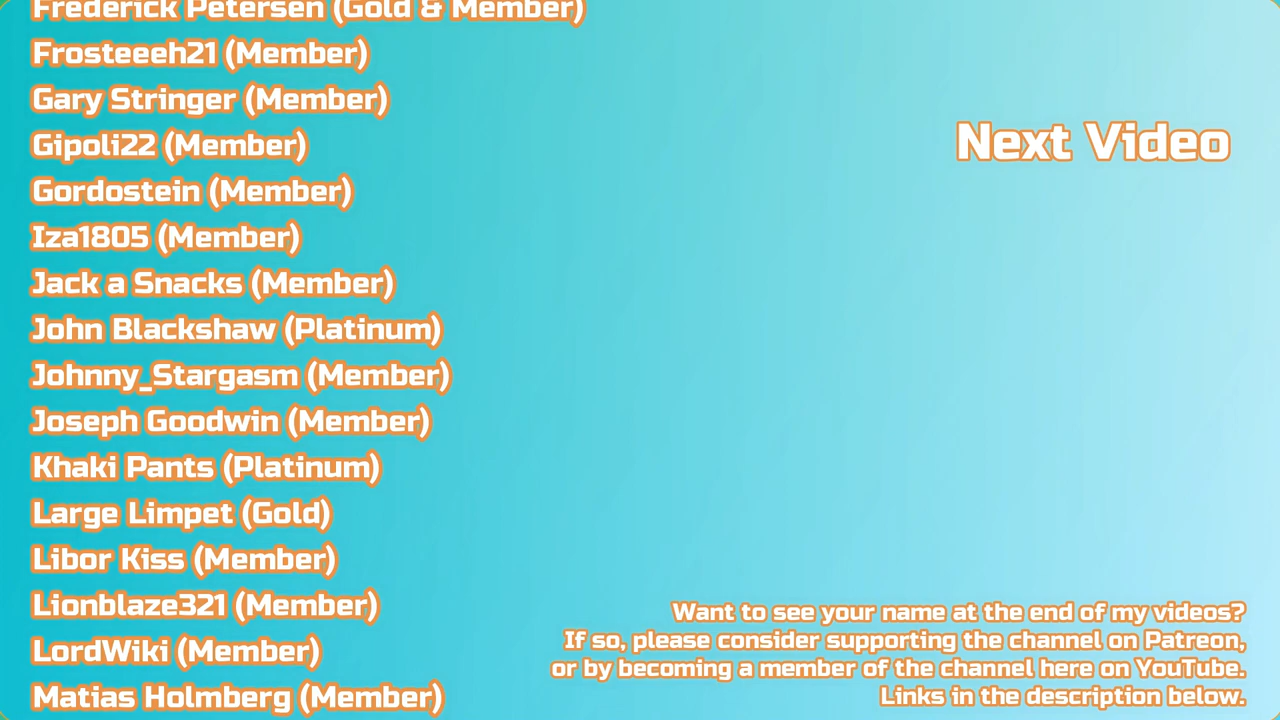 Frederick Petersen (Gold & Member)
Frosteeeh21 (Member)
Gary Stringer (Member)
Gipoli22 (Member)
Gordostein (Member)
Iza1805 (Member)
Jack a Snacks (Member)
John Blackshaw (Platinum)
Johnny_Stargasm (Member)
Joseph Goodwin (Member)
Khaki Pants (Platinum)
Large Limpet (Gold)
Libor Kiss (Member)
Lionblaze321 (Member)
LordWiki (Member)
Matias Holmberg (Member)
Next Video
Want to see your name at the end of my videos?
If so, please consider supporting the channel on Patreon,
or by becoming a member of the channel here on YouTube.
Links in the description below.